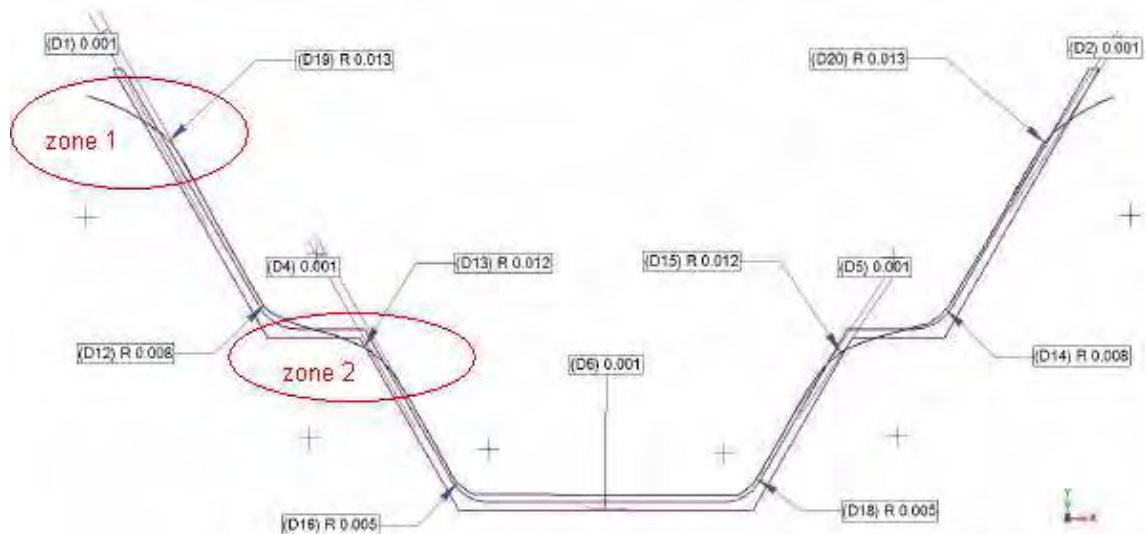 (D1) 0.001
(D19) R 0.013
(D20) R 0.013
(D2) 0.001
zone 1
(D4) 0.001
(D13) R 0.012
(D15) R 0.012
(D5) 0.001
(D12) R 0.008
zone 2
(D6) 0.001
(D14) R 0.008
(D16) R 0.005
(D18) R 0.005
Y
X